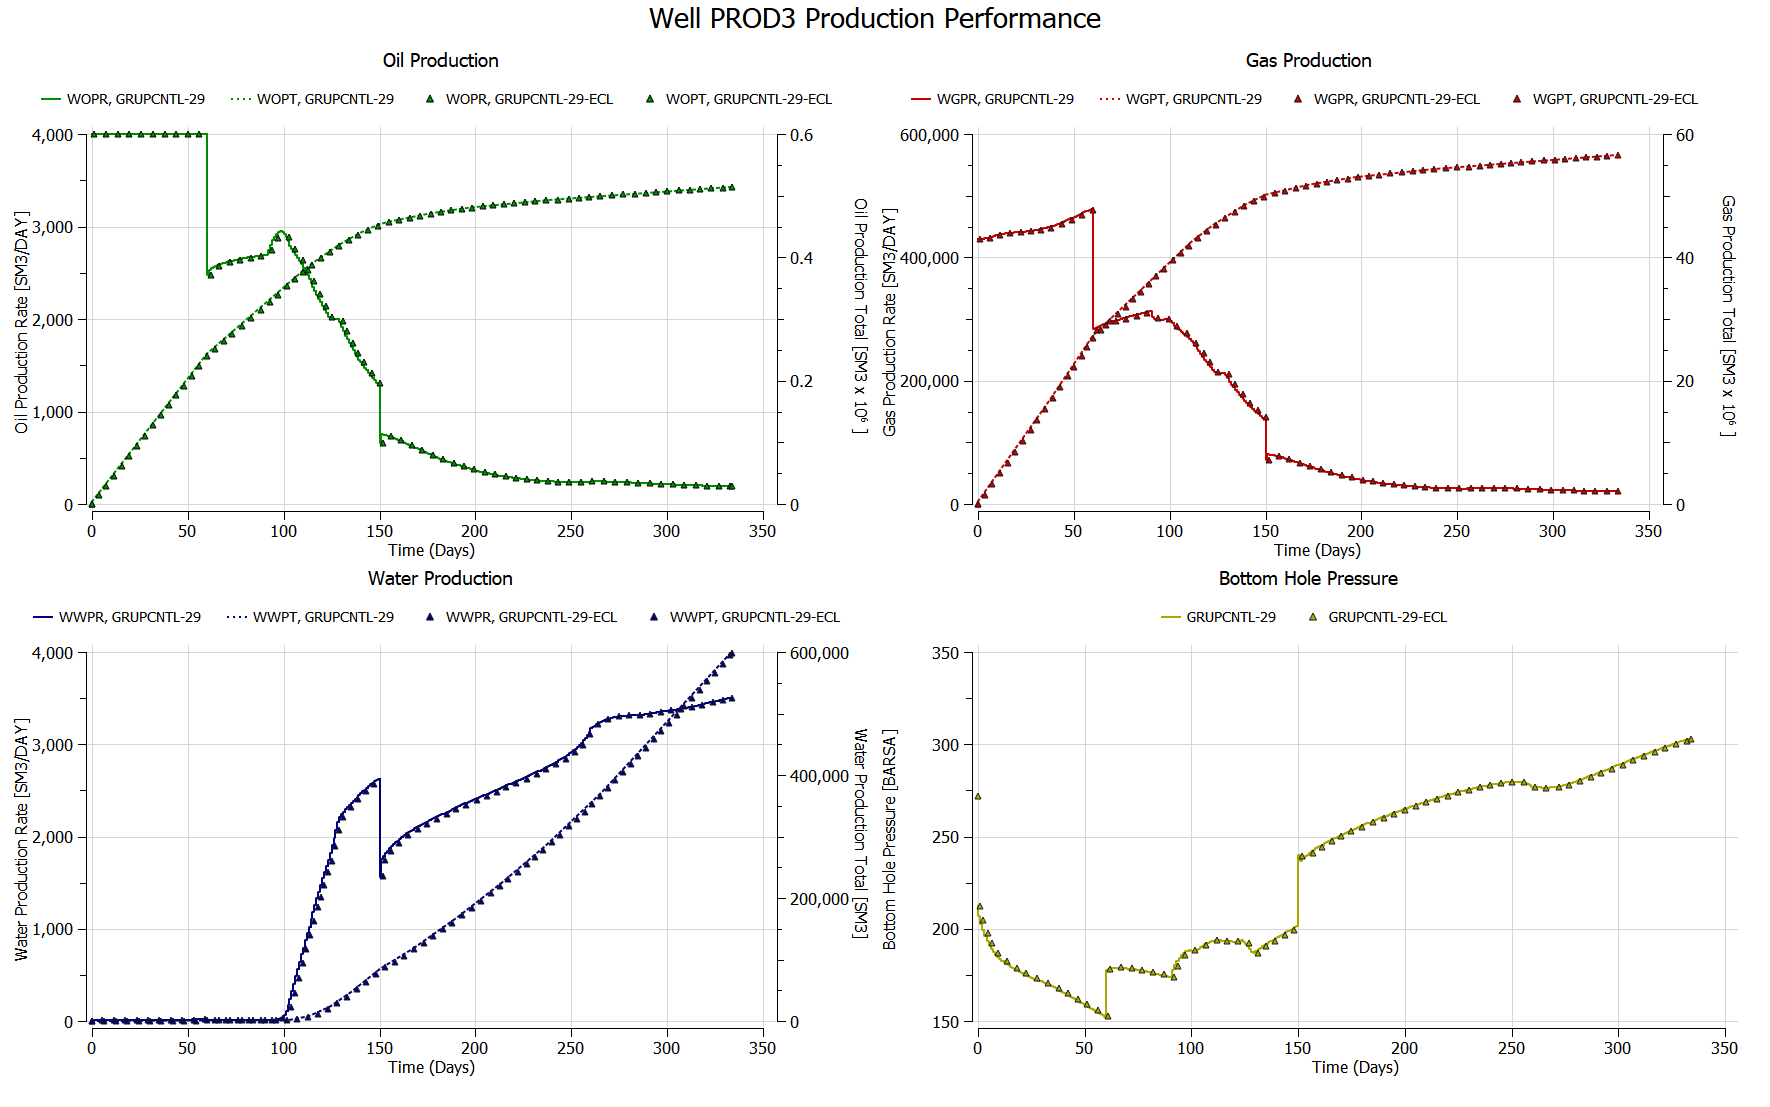 Well PROD3 Production Performance
Oil Production
WOPR, GRUPCNTL-29 WOPT, GRUPCNTL-29 WOPR, GRUPCNTL-29-ECL WOPT, GRUPCNTL-29-ECL
4,000
3,000
2,000
1,000
0
Oil Production Rate [SM3/DAY]
0.6
0.4
0.2
0
Oil Production Total [SM3 x 10⁶ ]
0 50 100 150 200 250 300 350
Time (Days)
Gas Production
WGPR, GRUPCNTL-29 WGPT, GRUPCNTL-29 WGPR, GRUPCNTL-29-ECL WGPT, GRUPCNTL-29-ECL
600,000
400,000
200,000
0
Gas Production Rate [SM3/DAY]
60
40
20
0
Gas Production Total [SM3 x 10⁶ ]
0 50 100 150 200 250 300 350
Time (Days)
Water Production
WWPR, GRUPCNTL-29 WWPT, GRUPCNTL-29 WWPR, GRUPCNTL-29-ECL WWPT, GRUPCNTL-29-ECL
4,000
3,000
2,000
1,000
0
Water Production Rate [SM3/DAY]
600,000
400,000
200,000
0
Water Production Total [SM3]
0 50 100 150 200 250 300 350
Time (Days)
Bottom Hole Pressure
GRUPCNTL-29 GRUPCNTL-29-ECL
350
300
250
200
150
Bottom Hole Pressure [BARSA]
0 50 100 150 200 250 300 350
Time (Days)